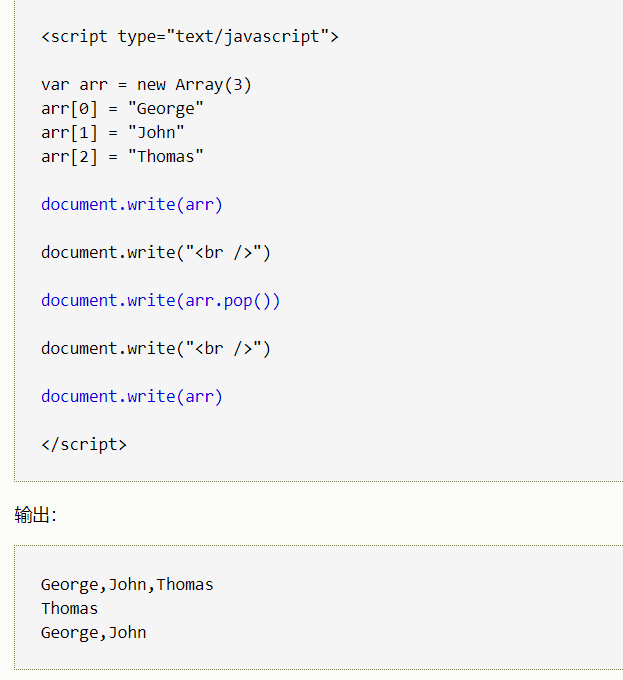 <script type="text/javascript">
var arr = new Array(3)
arr[0] = "George"
arr[1] = "John"
arr[2] = "Thomas"
document.write(arr)
document.write("<br />")
document.write(arr.pop())
document.write("<br />")
document.write(arr)
</script>
输出：
George,John,Thomas
Thomas
George,John